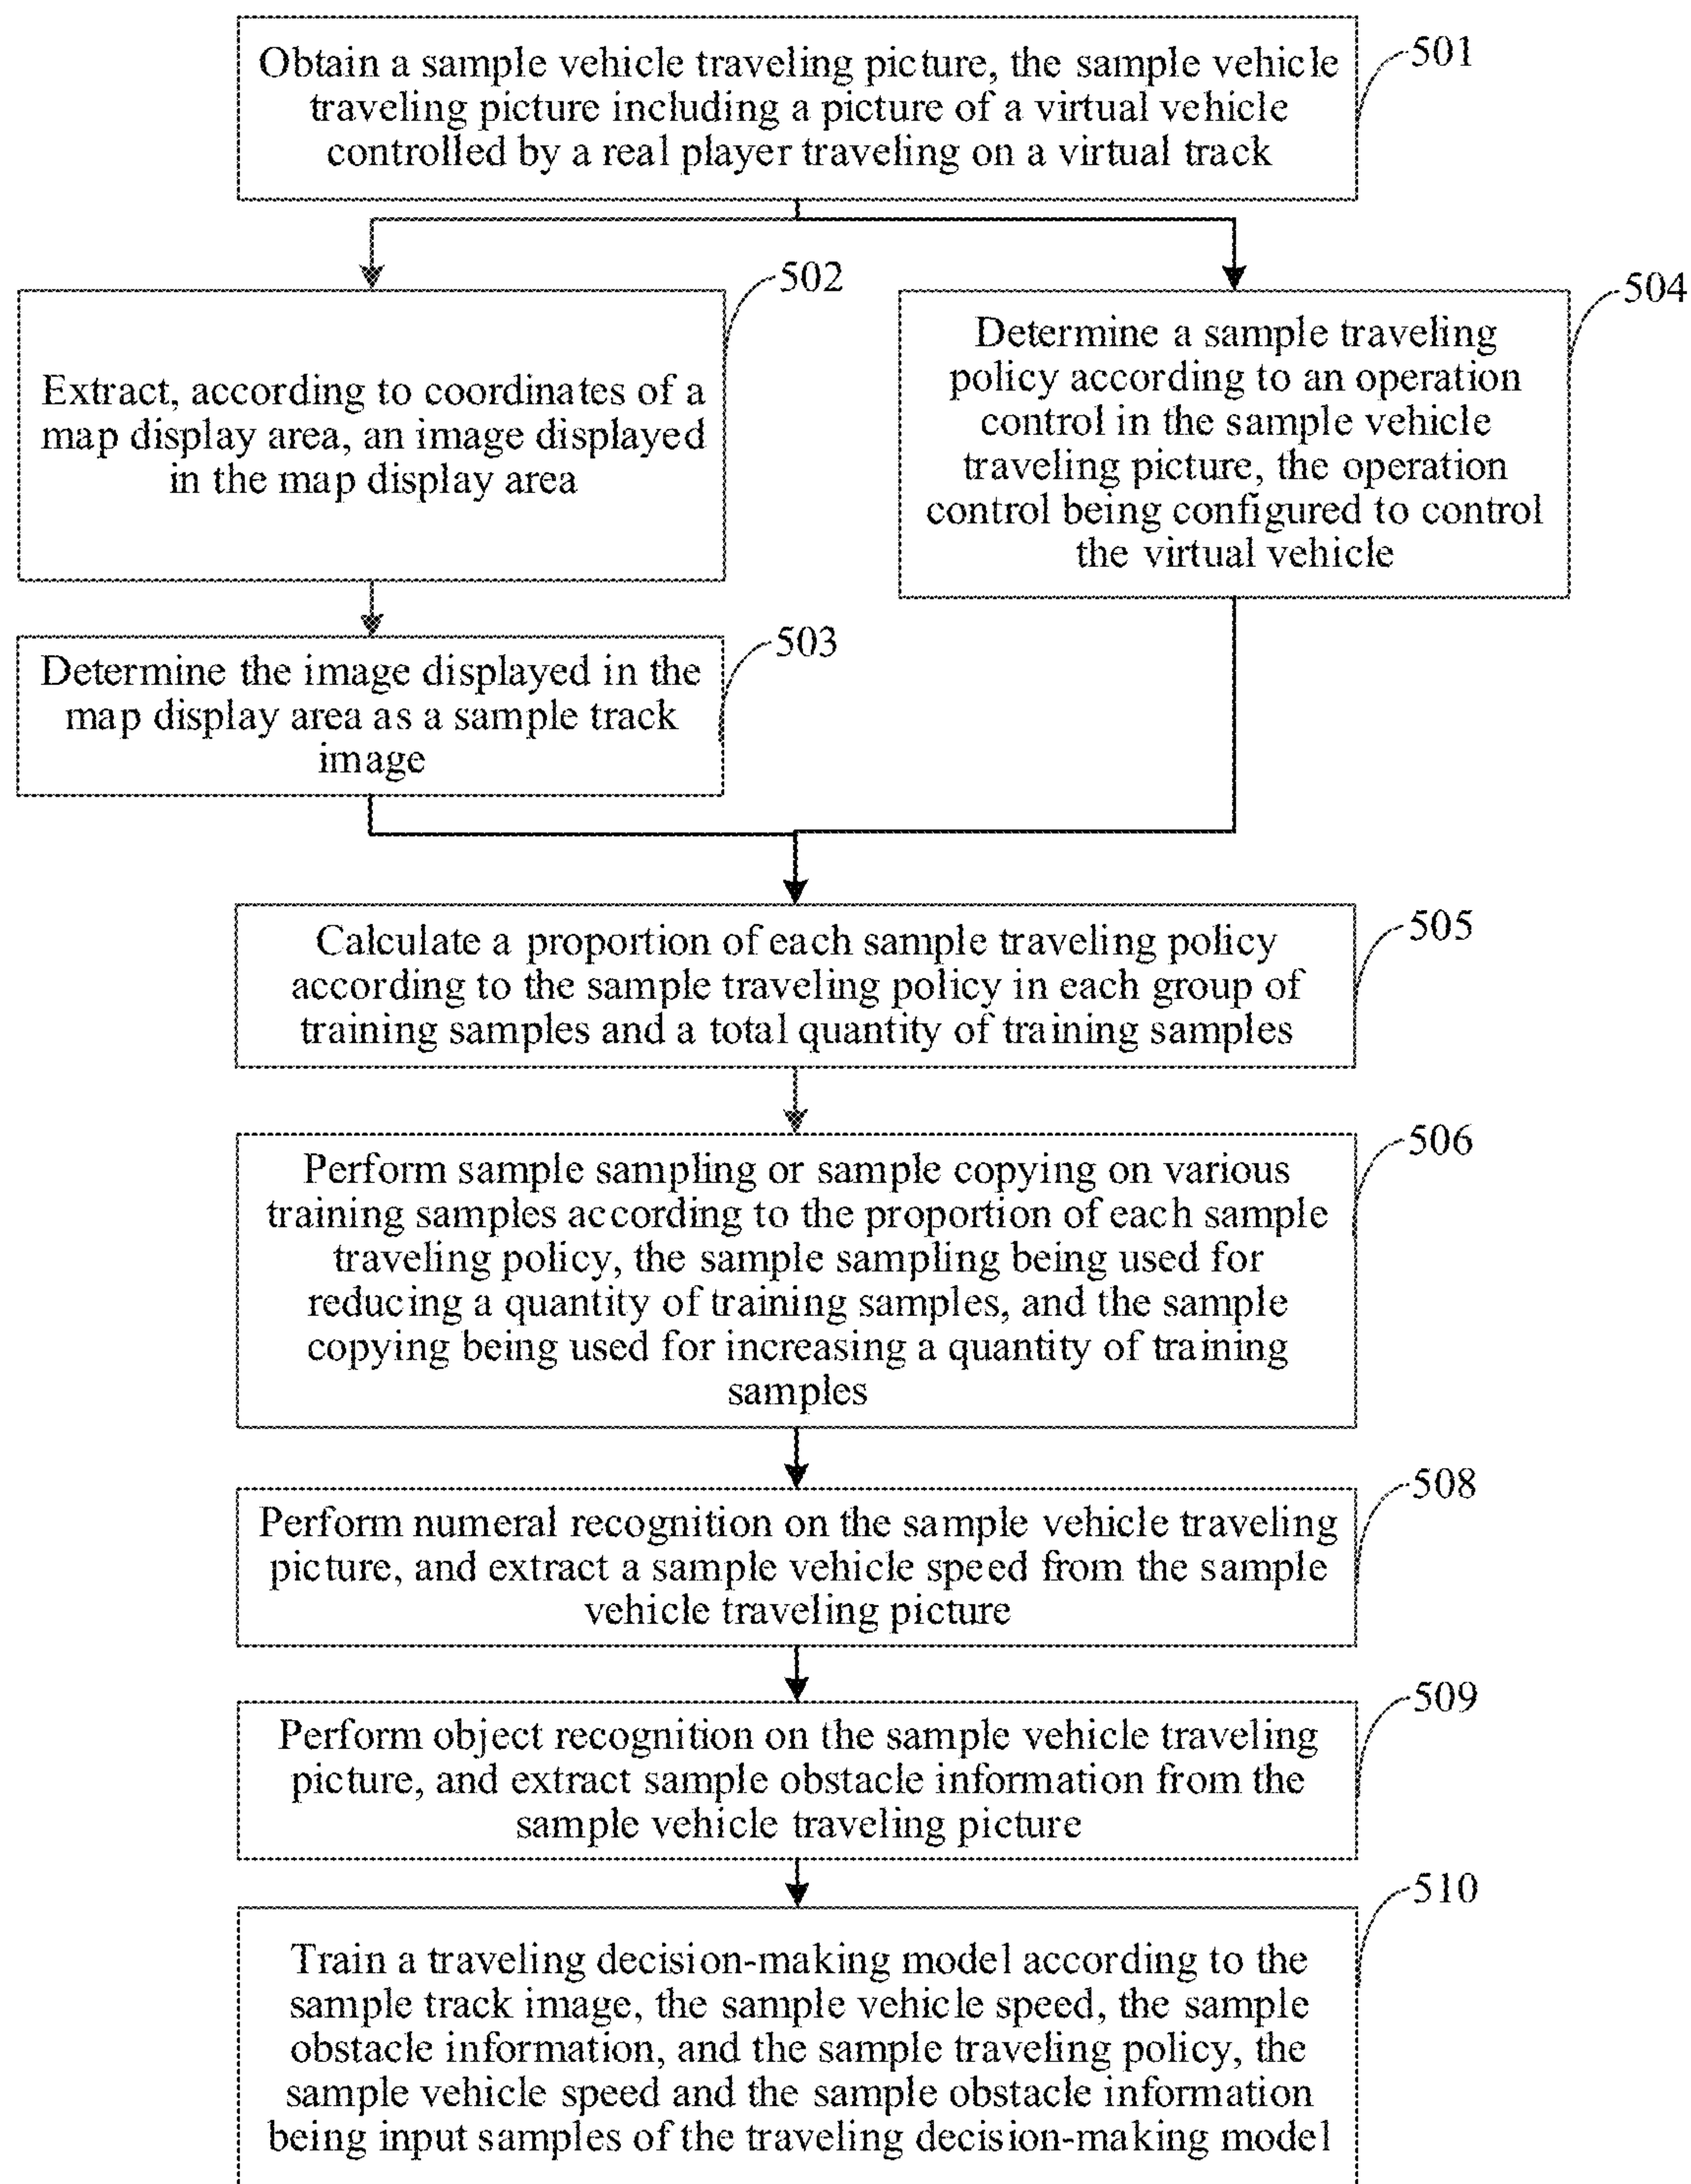 Obtain a sample vehicle traveling picture, the sample vehicle
traveling picture including a picture of a virtual vehicle
controlled by a real player traveling on a virtual track
501
Extract, according to coordinates of a
map display area, an image displayed
in the map display area
502
Determine a sample traveling
policy according to an operation
control in the sample vehicle
traveling picture, the operation
control being configured to control
the virtual vehicle
504
Determine the image displayed in the
map display area as a sample track
image
503
Calculate a proportion of each sample traveling policy
according to the sample traveling policy in each group of
training samples and a total quantity of training samples
505
Perform sample sampling or sample copying on various
training samples according to the proportion of each sample
traveling policy, the sample sampling being used for
reducing a quantity of training samples, and the sample
copying being used for increasing a quantity of training
samples
506
Perform numeral recognition on the sample vehicle traveling
picture, and extract a sample vehicle speed from the sample
vehicle traveling picture
508
Perform object recognition on the sample vehicle traveling
picture, and extract sample obstacle information from the
sample vehicle traveling picture
509
Train a traveling decision-making model according to the
sample track image, the sample vehicle speed, the sample
obstacle information, and the sample traveling policy, the
sample vehicle speed and the sample obstacle information
being input samples of the traveling decision-making model
510